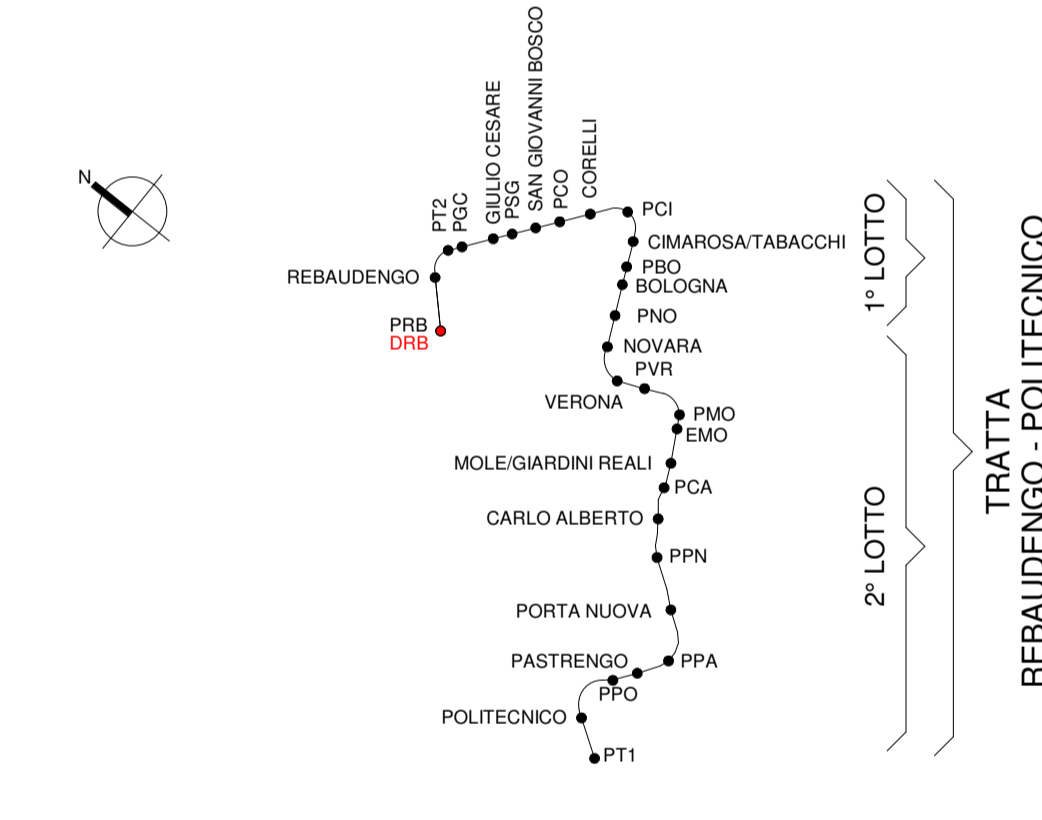 N
REBAUDENGO
PRB
DRB
PT2
PGC
GIULIO CESARE
PSG
SAN GIOVANNI BOSCO
PCO
CORELLI
PCI
CIMAROSA/TABACCHI
PBO
BOLOGNA
PNO
NOVARA
PVR
VERONA
PMO
EMO
MOLE/GIARDINI REALI
PCA
CARLO ALBERTO
PPN
PORTA NUOVA
PASTRENGO
PPA
PPO
POLITECNICO
PT1
1° LOTTO
2° LOTTO
TRATTA
REBAUDENGO - POLITECNICO